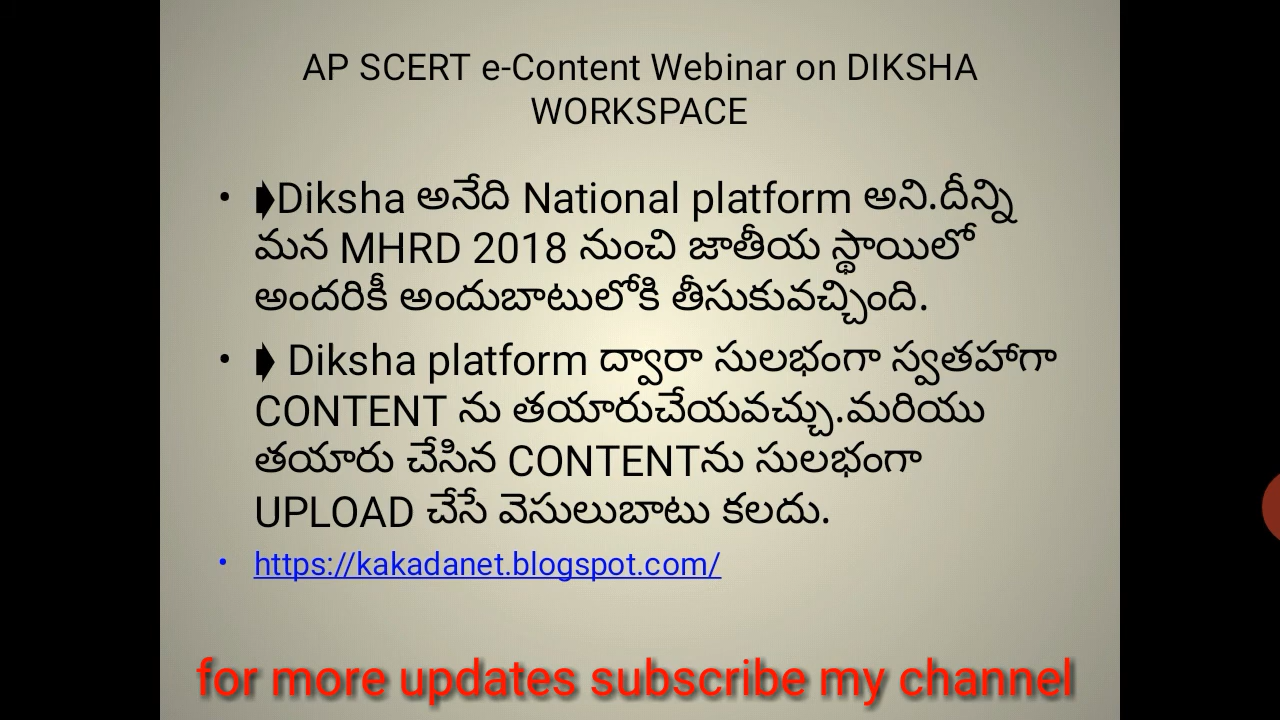 AP SCERT e-Content Webinar on DIKSHA
WORKSPACE
• ➧Diksha అనేది National platform అని.దీన్ని
మన MHRD 2018 నుంచి జాతీయ స్థాయిలో
అందరికీ అందుబాటులోకి తీసుకువచ్చింది.
• ➧ Diksha platform ద్వారా సులభంగా స్వతహాగా
CONTENT ను తయారుచేయవచ్చు.మరియు
తయారు చేసిన CONTENTను సులభంగా
UPLOAD చేసే వెసులుబాటు కలదు.
• https://kakadanet.blogspot.com/
for more updates subscribe my channel